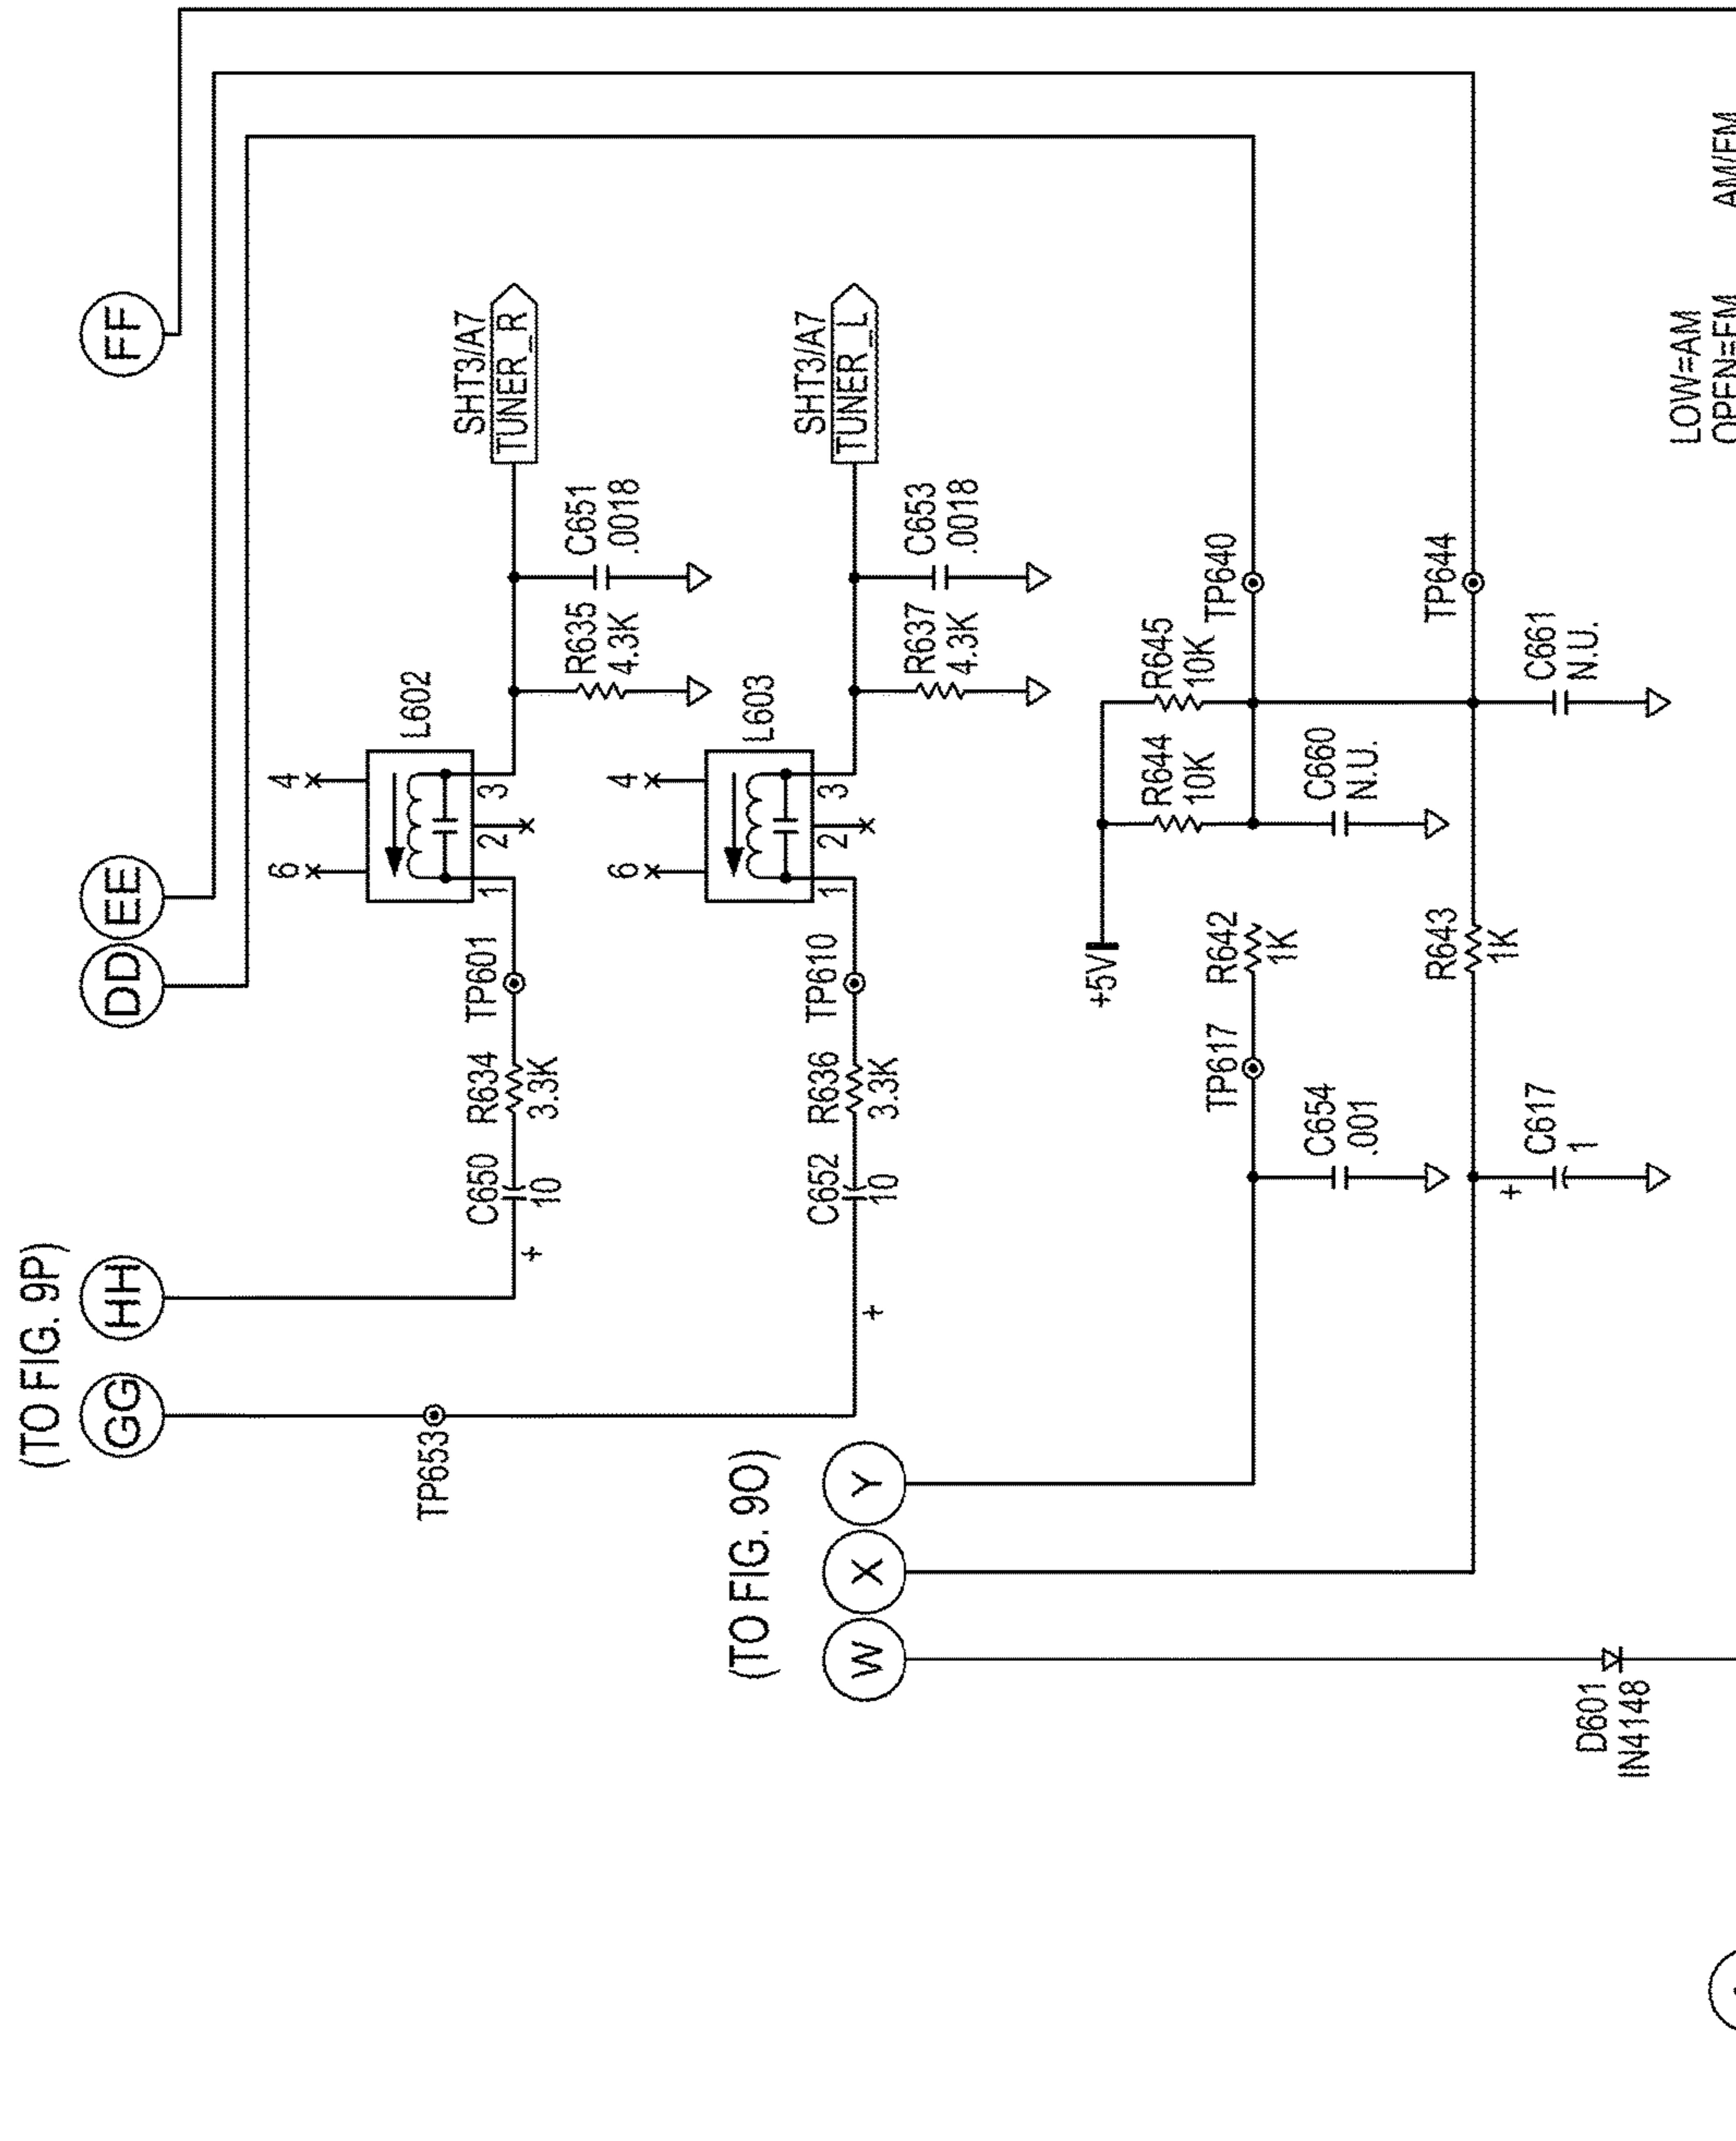 (TO FIG. 9P)
GG
HH
DD
EE
FF
TP653
C650
10
+
R634
3.3K
TP601
6
4
1
2
3
L602
R635
4.3K
C651
.0018
SHT3/A7
TUNER_R
C652
10
+
R636
3.3K
TP610
6
4
1
2
3
L603
R637
4.3K
C653
.0018
SHT3/A7
TUNER_L
(TO FIG. 9O)
W
X
Y
+5V
R644
10K
R645
10K
TP617
R642
1K
TP640
C654
.001
C660
N.U.
R643
1K
TP644
C617
1
+
C661
N.U.
D601
IN4148
LOW=AM
OPEN=FM
AM/FM